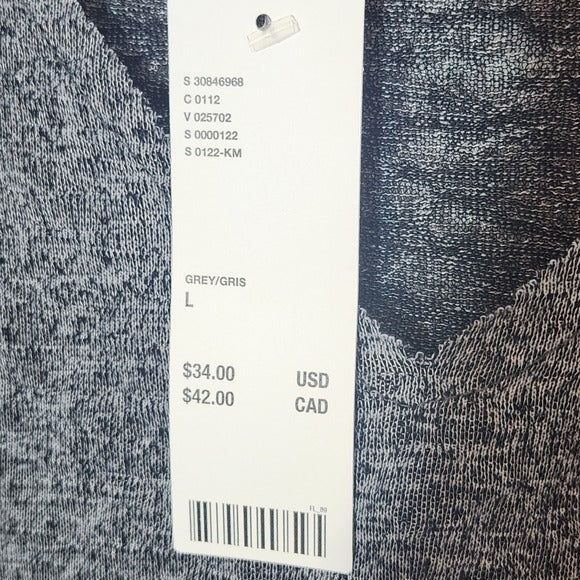 S 30846968
C 0112
V 025702
S 0000122
S 0122-KM
GREY/GRIS
L
$34.00 USD
$42.00 CAD